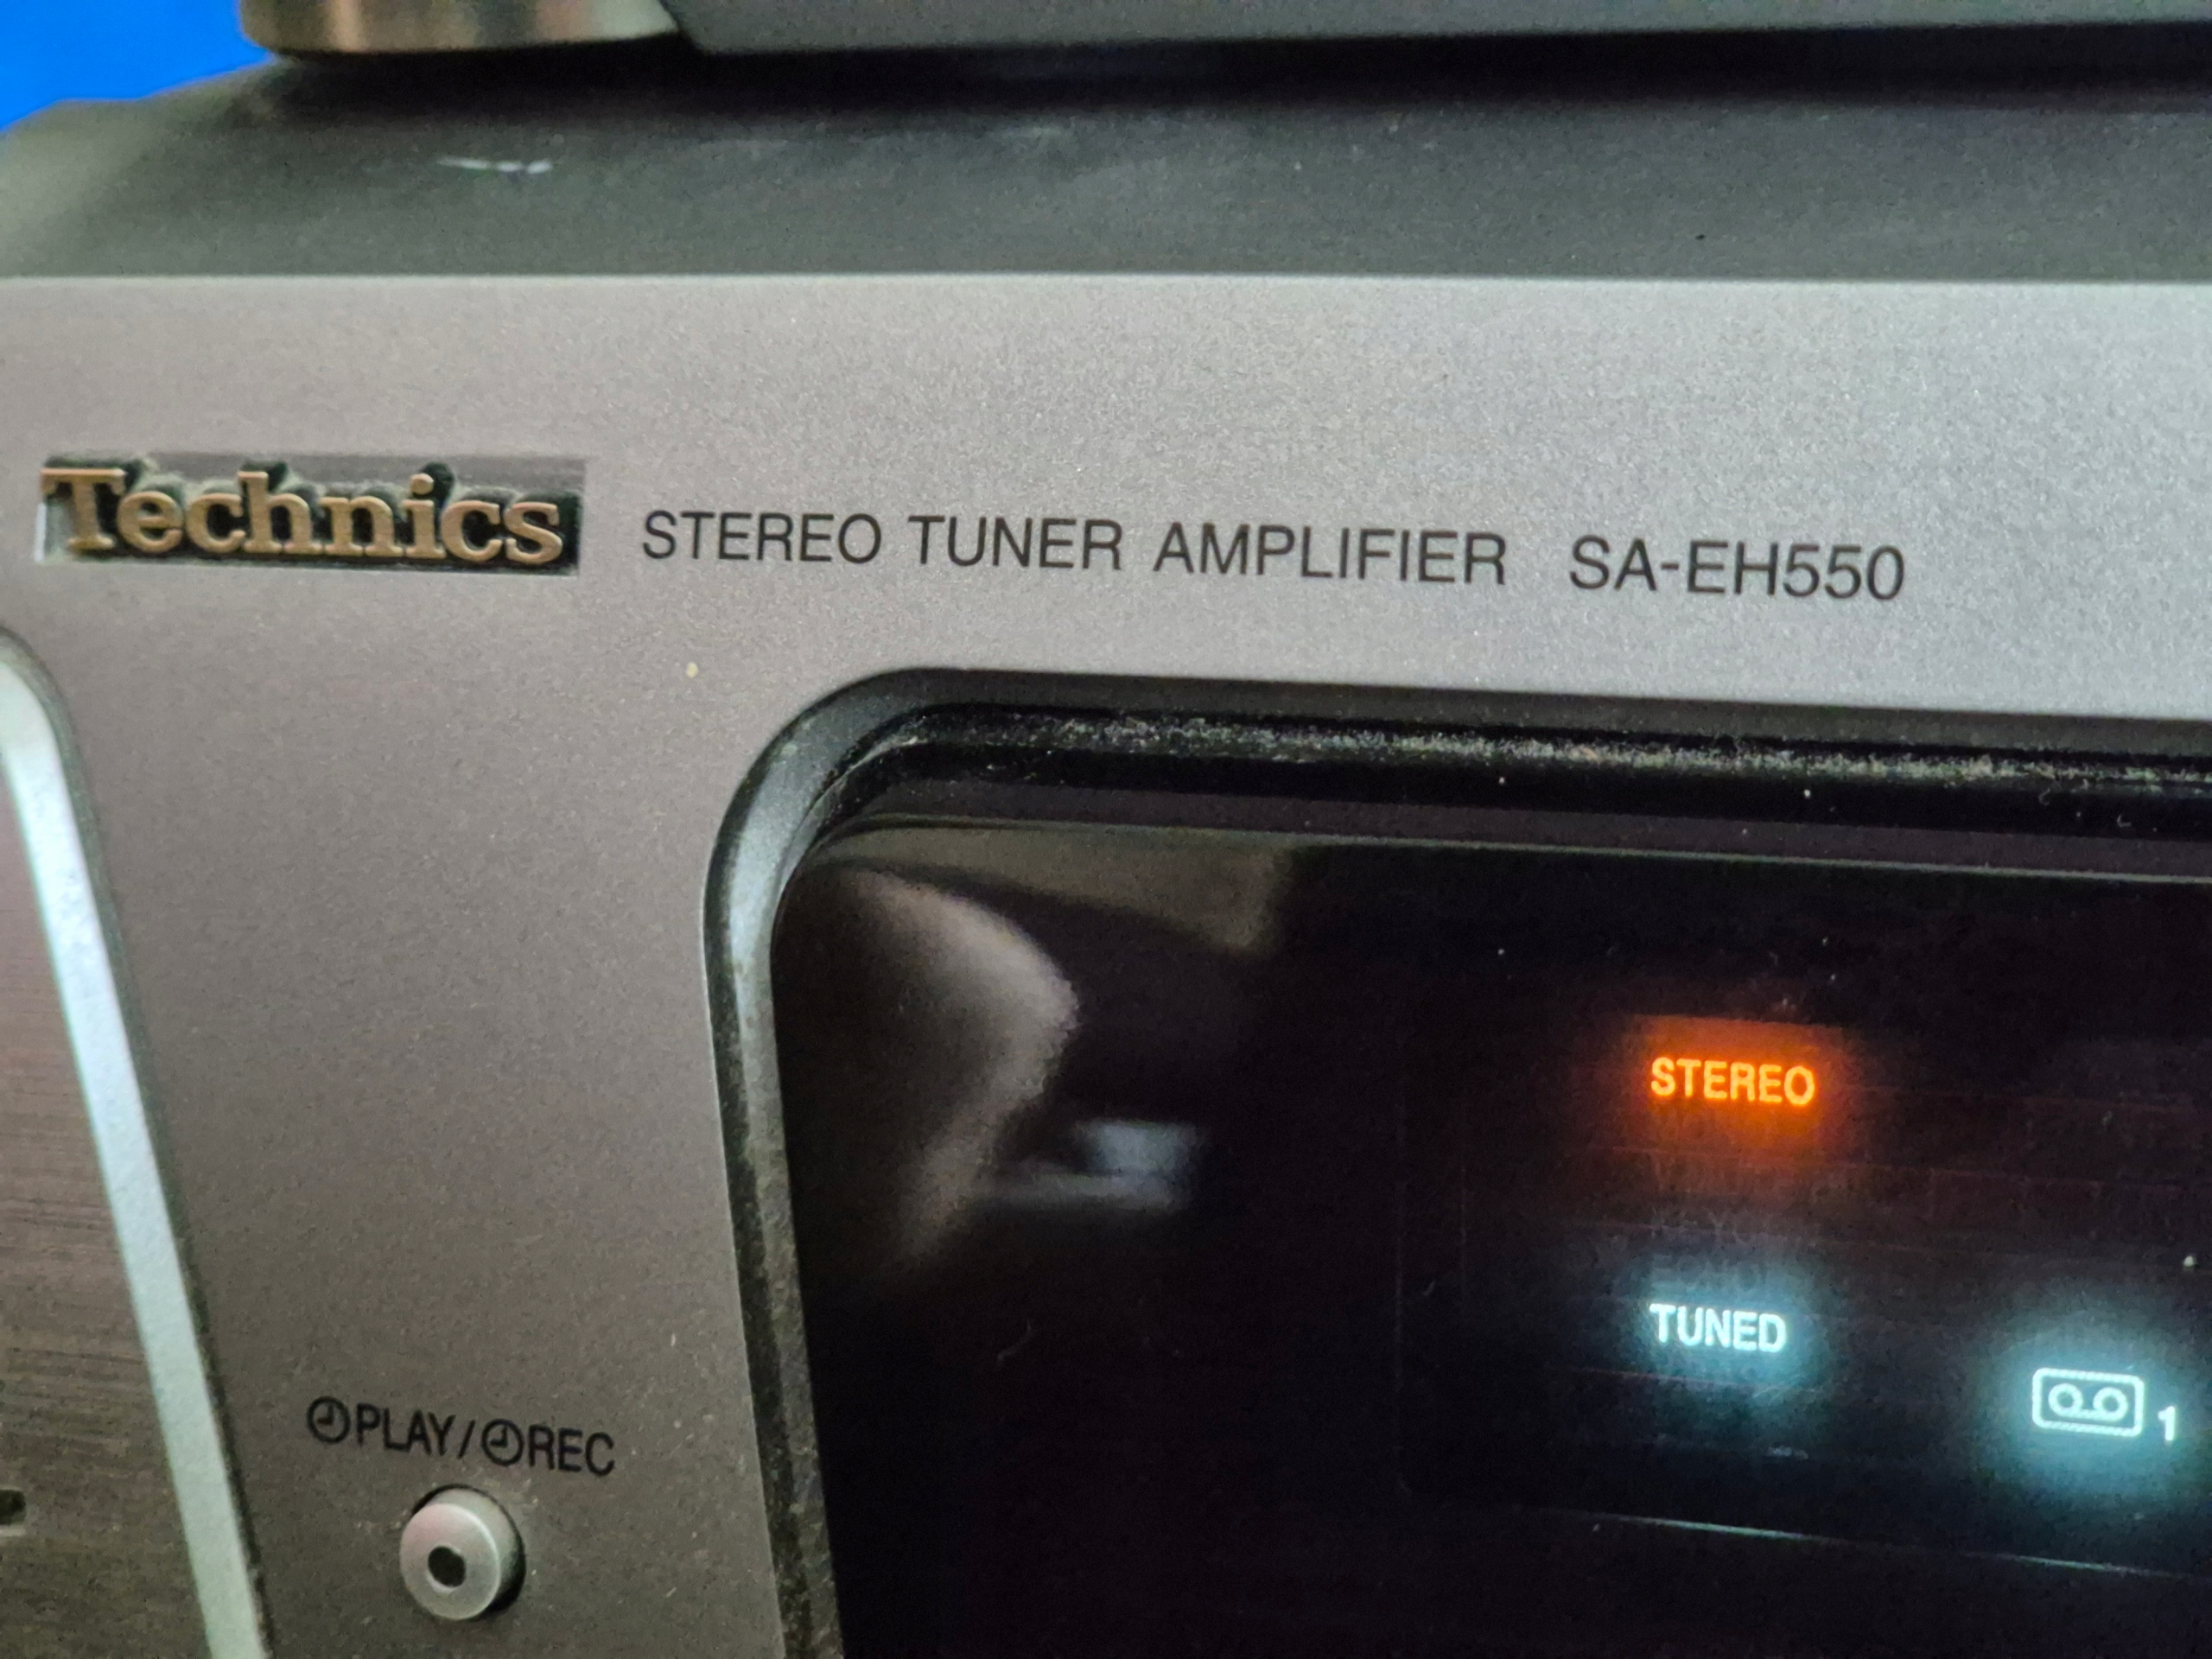 Technics STEREO TUNER AMPLIFIER SA-EH550
STEREO
TUNED
1
PLAY/REC